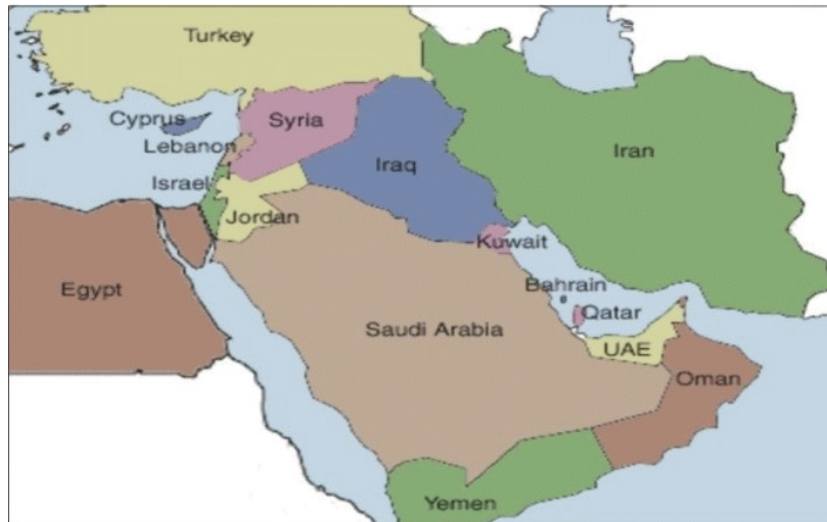 Turkey
Cyprus
Syria
Lebanon
Iraq
Iran
Israel
Jordan
Kuwait
Egypt
Bahrain
Qatar
Saudi Arabia
UAE
Oman
Yemen